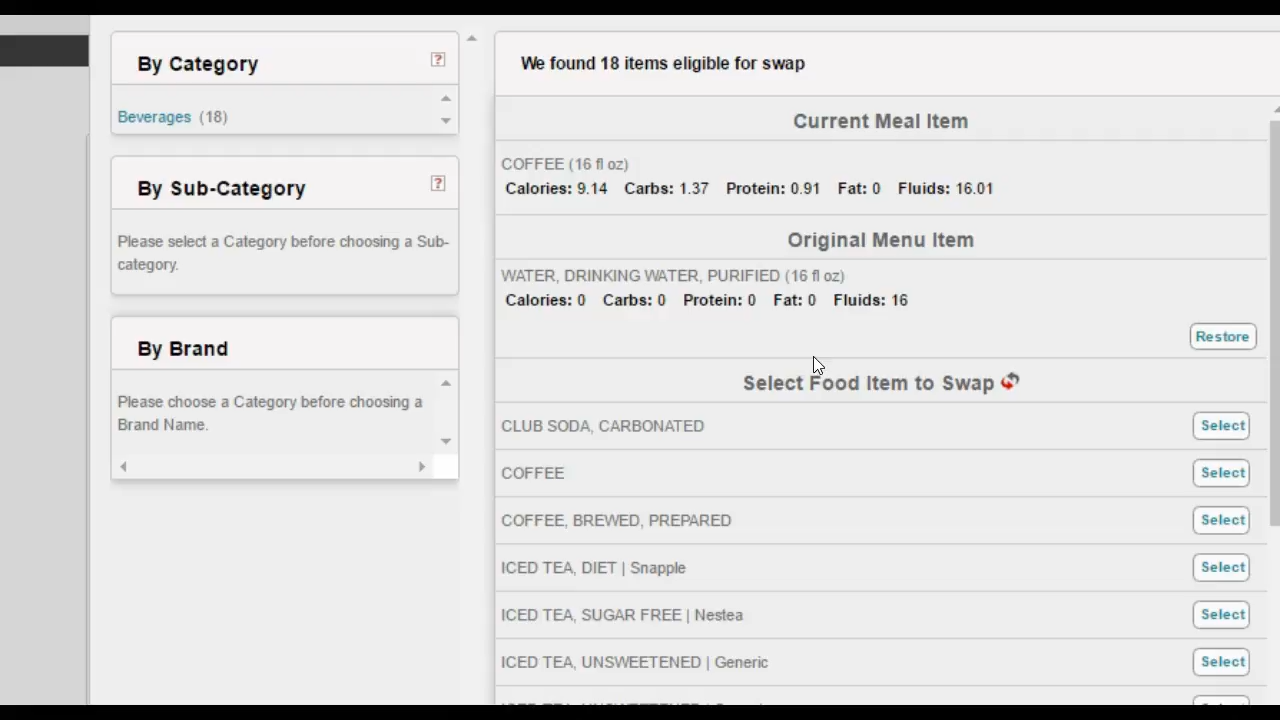 By Category
?
Beverages (18)
By Sub-Category
?
Please select a Category before choosing a Sub-
category.
By Brand
Please choose a Category before choosing a
Brand Name.
We found 18 items eligible for swap
Current Meal Item
COFFEE (16 fl oz)
Calories: 9.14 Carbs: 1.37 Protein: 0.91 Fat: 0 Fluids: 16.01
Original Menu Item
WATER, DRINKING WATER, PURIFIED (16 fl oz)
Calories: 0 Carbs: 0 Protein: 0 Fat: 0 Fluids: 16
Restore
Select Food Item to Swap
CLUB SODA, CARBONATED Select
COFFEE Select
COFFEE, BREWED, PREPARED Select
ICED TEA, DIET | Snapple Select
ICED TEA, SUGAR FREE | Nestea Select
ICED TEA, UNSWEETENED | Generic Select